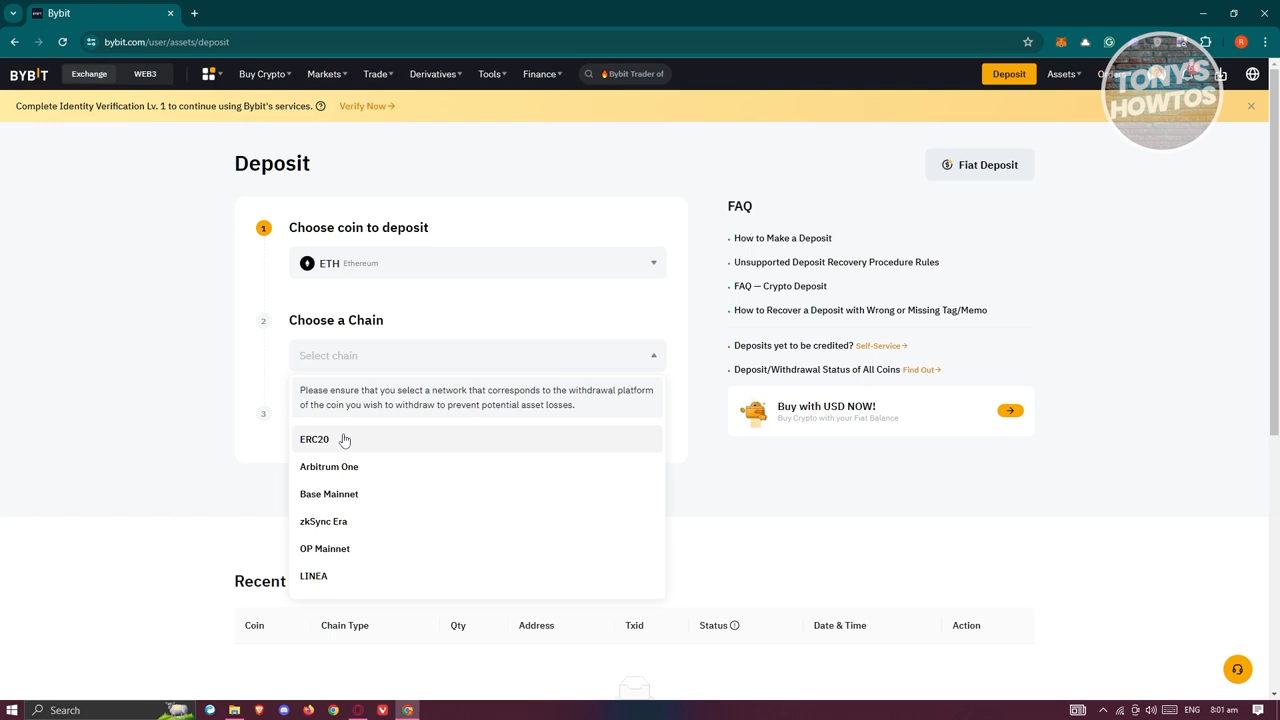 Bybit
bybit.com/user/assets/deposit
BYBIT
Exchange
WEB3
Buy Crypto
Markets
Trade
Derivatives
Tools
Finance
Bybit Trader of
Deposit
Assets
Orders
TONY'S
HOWTOS
Complete Identity Verification Lv. 1 to continue using Bybit's services.
Verify Now
Deposit
Fiat Deposit
1
Choose coin to deposit
ETH Ethereum
2
Choose a Chain
Select chain
Please ensure that you select a network that corresponds to the withdrawal platform
of the coin you wish to withdraw to prevent potential asset losses.
3
ERC20
Arbitrum One
Base Mainnet
zkSync Era
OP Mainnet
LINEA
FAQ
How to Make a Deposit
Unsupported Deposit Recovery Procedure Rules
FAQ — Crypto Deposit
How to Recover a Deposit with Wrong or Missing Tag/Memo
Deposits yet to be credited? Self-Service
Deposit/Withdrawal Status of All Coins Find Out
Buy with USD NOW!
Buy Crypto with your Fiat Balance
Recent
Coin
Chain Type
Qty
Address
Txid
Status
Date & Time
Action
Search
ENG
8:01 am